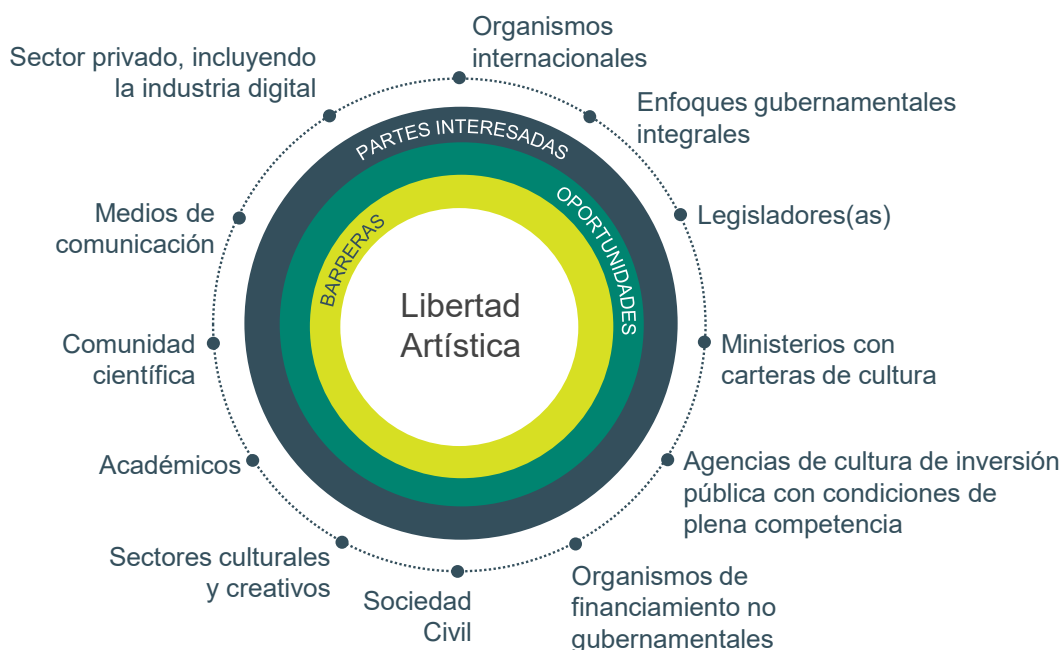 Organismos
internacionales
Sector privado, incluyendo
la industria digital
Enfoques gubernamentales
integrales
PARTES INTERESADAS
OPORTUNIDADES
BARRERAS
Medios de
comunicación
Legisladores(as)
Libertad
Artística
Comunidad
científica
Ministerios con
carteras de cultura
Académicos
Agencias de cultura de inversión
pública con condiciones de
plena competencia
Sectores culturales
y creativos
Sociedad
Civil
Organismos de
financiamiento no
gubernamentales